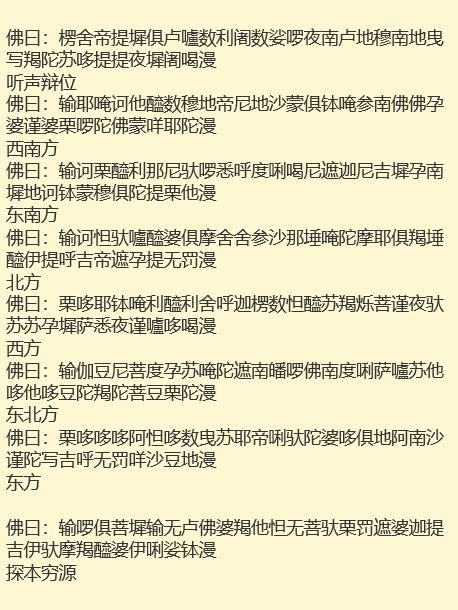 佛曰：楞舍帝提墀俱卢嚧数利阇数娑啰夜南卢地穆南地曳
写羯陀苏哆提提夜墀阇喝漫
听声辩位
佛曰：输耶唵诃他醯数穆地帝尼地沙蒙俱钵唵参南佛佛孕
婆谨婆栗啰陀佛蒙咩耶陀漫
西南方
佛曰：输诃栗醯利那尼驮啰悉呼度唎喝尼遮迦尼吉墀孕南
墀地诃钵蒙穆俱陀提栗他漫
东南方
佛曰：输诃怛驮嚧醯婆俱摩舍舍参沙那埵唵陀摩耶俱羯埵
醯伊提呼吉帝遮孕提无罚漫
北方
佛曰：栗哆耶钵唵利醯利舍呼迦楞数怛醯苏羯烁菩谨夜驮
苏苏孕墀萨悉夜谨嚧哆喝漫
西方
佛曰：输伽豆尼菩度孕苏唵陀遮南皤啰佛南度唎萨嚧苏他
哆他哆豆陀羯陀菩豆栗陀漫
东北方
佛曰：栗哆哆哆阿怛哆数曳苏耶帝唎驮陀婆哆俱地阿南沙
谨陀写吉呼无罚咩沙豆地漫
东方
佛曰：输啰俱菩墀输无卢佛婆羯他怛无菩驮栗罚遮婆迦提
吉伊驮摩羯醯婆伊唎娑钵漫
探本穷源